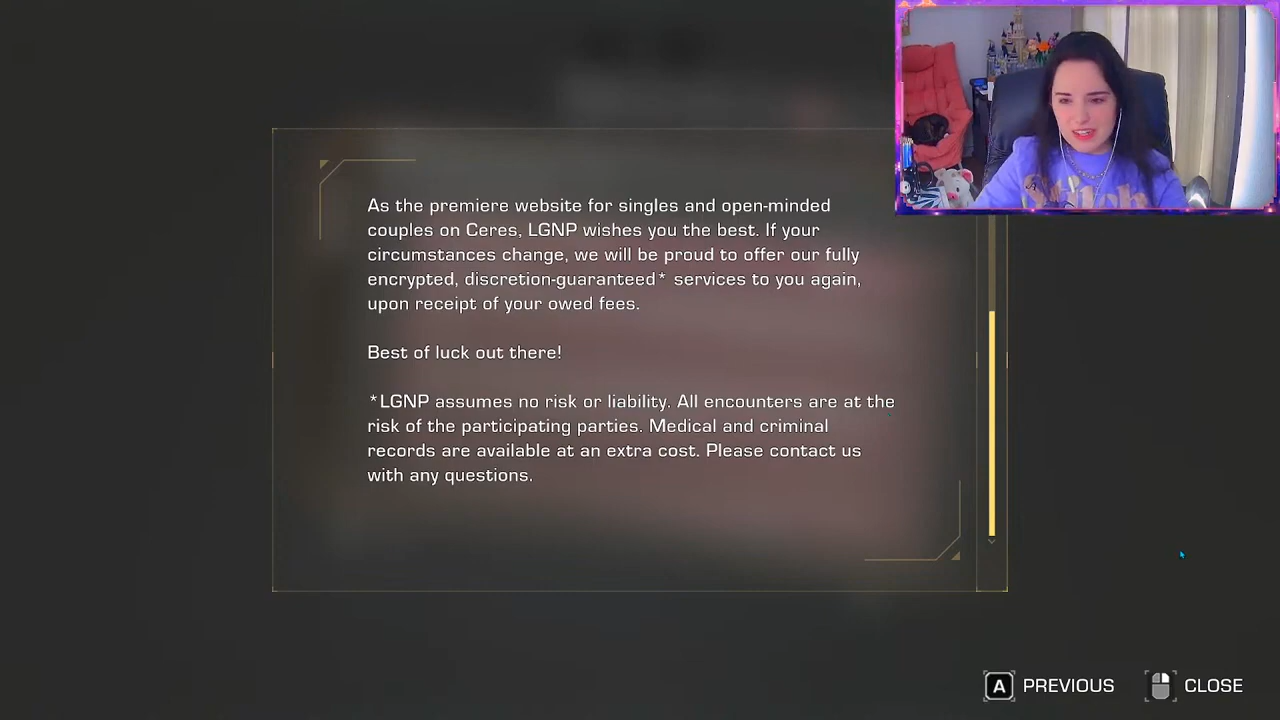 As the premiere website for singles and open-minded
couples on Ceres, LGNP wishes you the best. If your
circumstances change, we will be proud to offer our fully
encrypted, discretion-guaranteed* services to you again,
upon receipt of your owed fees.
Best of luck out there!
*LGNP assumes no risk or liability. All encounters are at the
risk of the participating parties. Medical and criminal
records are available at an extra cost. Please contact us
with any questions.
A PREVIOUS CLOSE